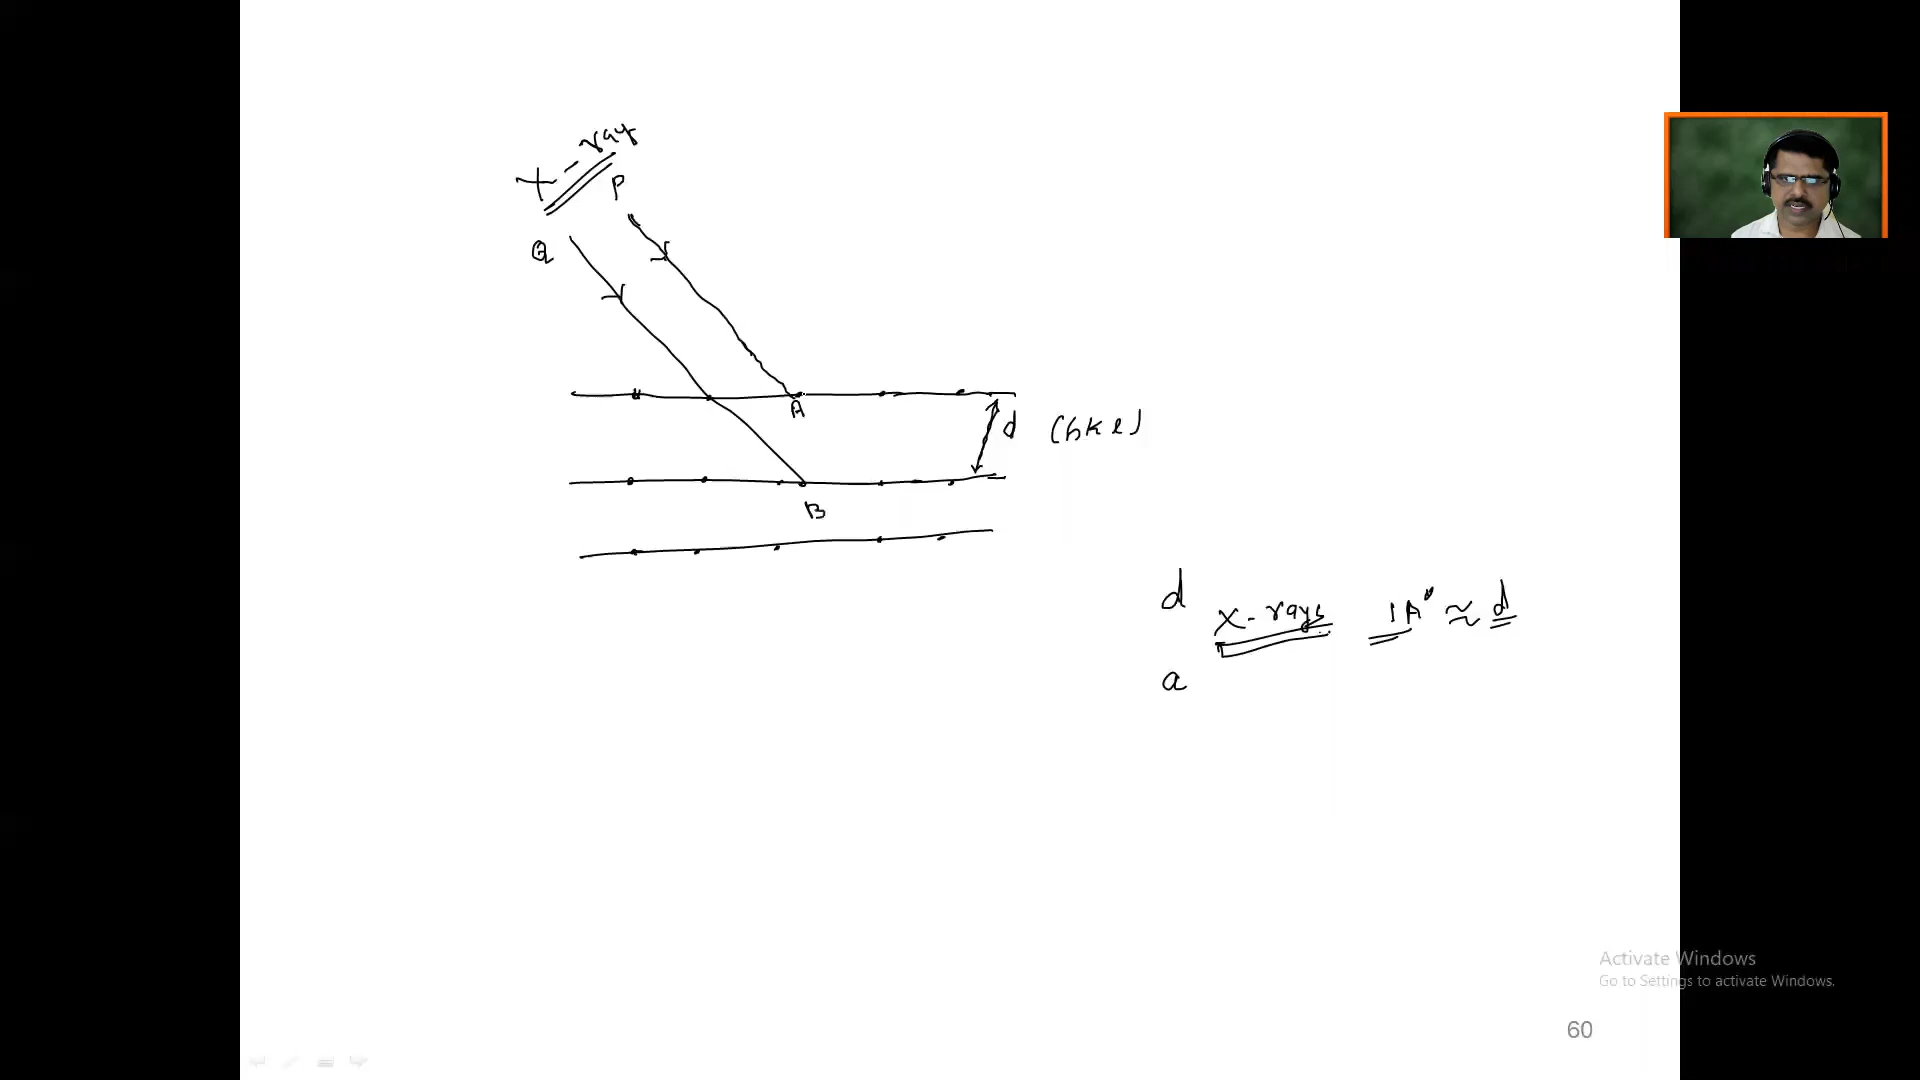 X-ray
P
Q
A
d (hkl)
B
d
X-rays 1A° ≈ d
a
Activate Windows
Go to Settings to activate Windows.
60